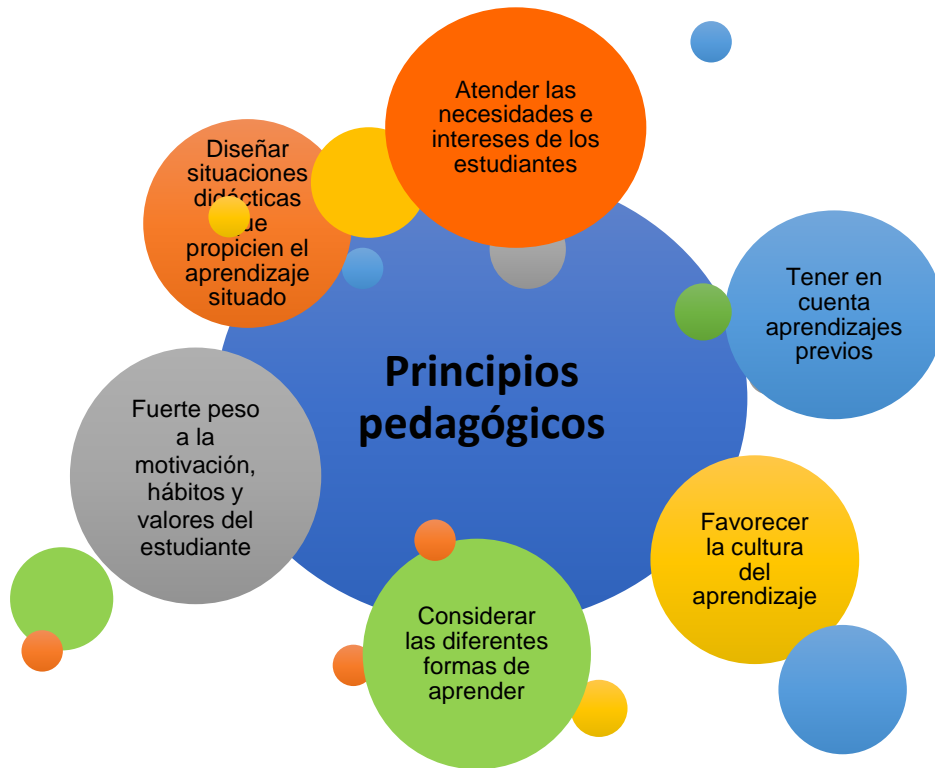 Atender las
necesidades e
intereses de los
estudiantes
Diseñar
situaciones
didácticas
que
propicien el
aprendizaje
situado
Tener en
cuenta
aprendizajes
previos
Principios
pedagógicos
Fuerte peso
a la
motivación,
hábitos y
valores del
estudiante
Favorecer
la cultura
del
aprendizaje
Considerar
las diferentes
formas de
aprender